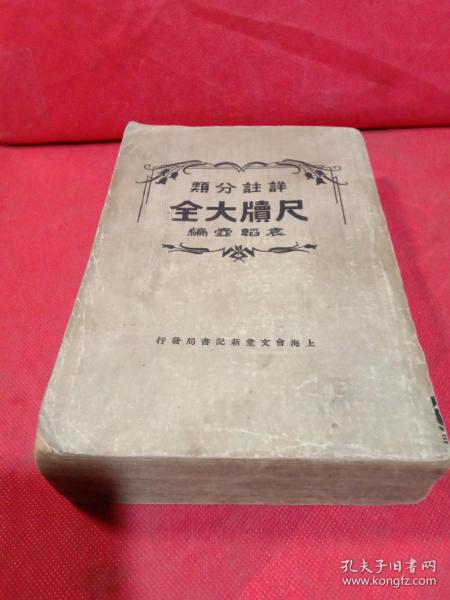 詳註分類
尺牘大全
袁韜壺編
上海會文堂新記書局發行
孔夫子旧书网
www.kongfz.com